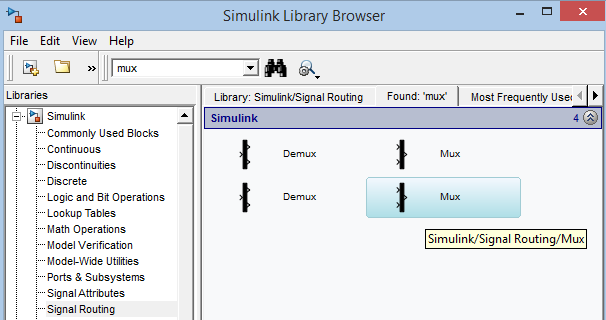 Simulink Library Browser
File Edit View Help
» mux
Libraries
Library: Simulink/Signal Routing Found: 'mux' Most Frequently Used
Simulink
Simulink 4
Commonly Used Blocks
Continuous
Discontinuities
Discrete
Logic and Bit Operations
Lookup Tables
Math Operations
Model Verification
Model-Wide Utilities
Ports & Subsystems
Signal Attributes
Signal Routing
Demux Mux
Demux Mux
Simulink/Signal Routing/Mux